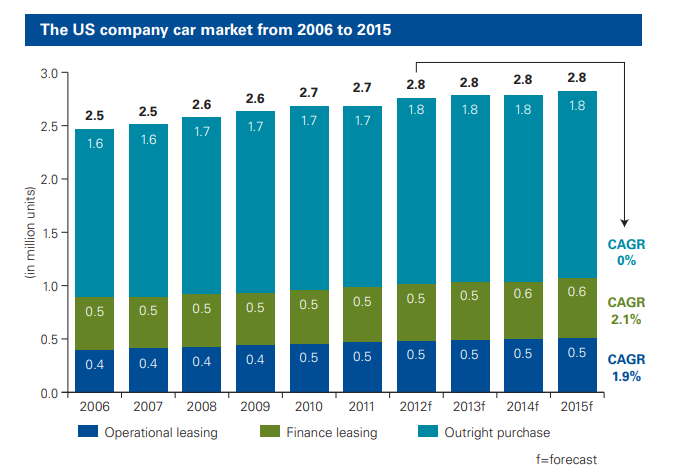 The US company car market from 2006 to 2015
(in million units)
3.0
2.5
2.0
1.5
1.0
0.5
0.0
2.5 2.5 2.6 2.6 2.7 2.7 2.8 2.8 2.8 2.8
1.6 1.6 1.7 1.7 1.7 1.7 1.8 1.8 1.8 1.8
0.5 0.5 0.5 0.5 0.5 0.5 0.5 0.5 0.6 0.6
0.4 0.4 0.4 0.4 0.5 0.5 0.5 0.5 0.5 0.5
CAGR
0%
CAGR
2.1%
CAGR
1.9%
2006 2007 2008 2009 2010 2011 2012f 2013f 2014f 2015f
Operational leasing Finance leasing Outright purchase
f=forecast